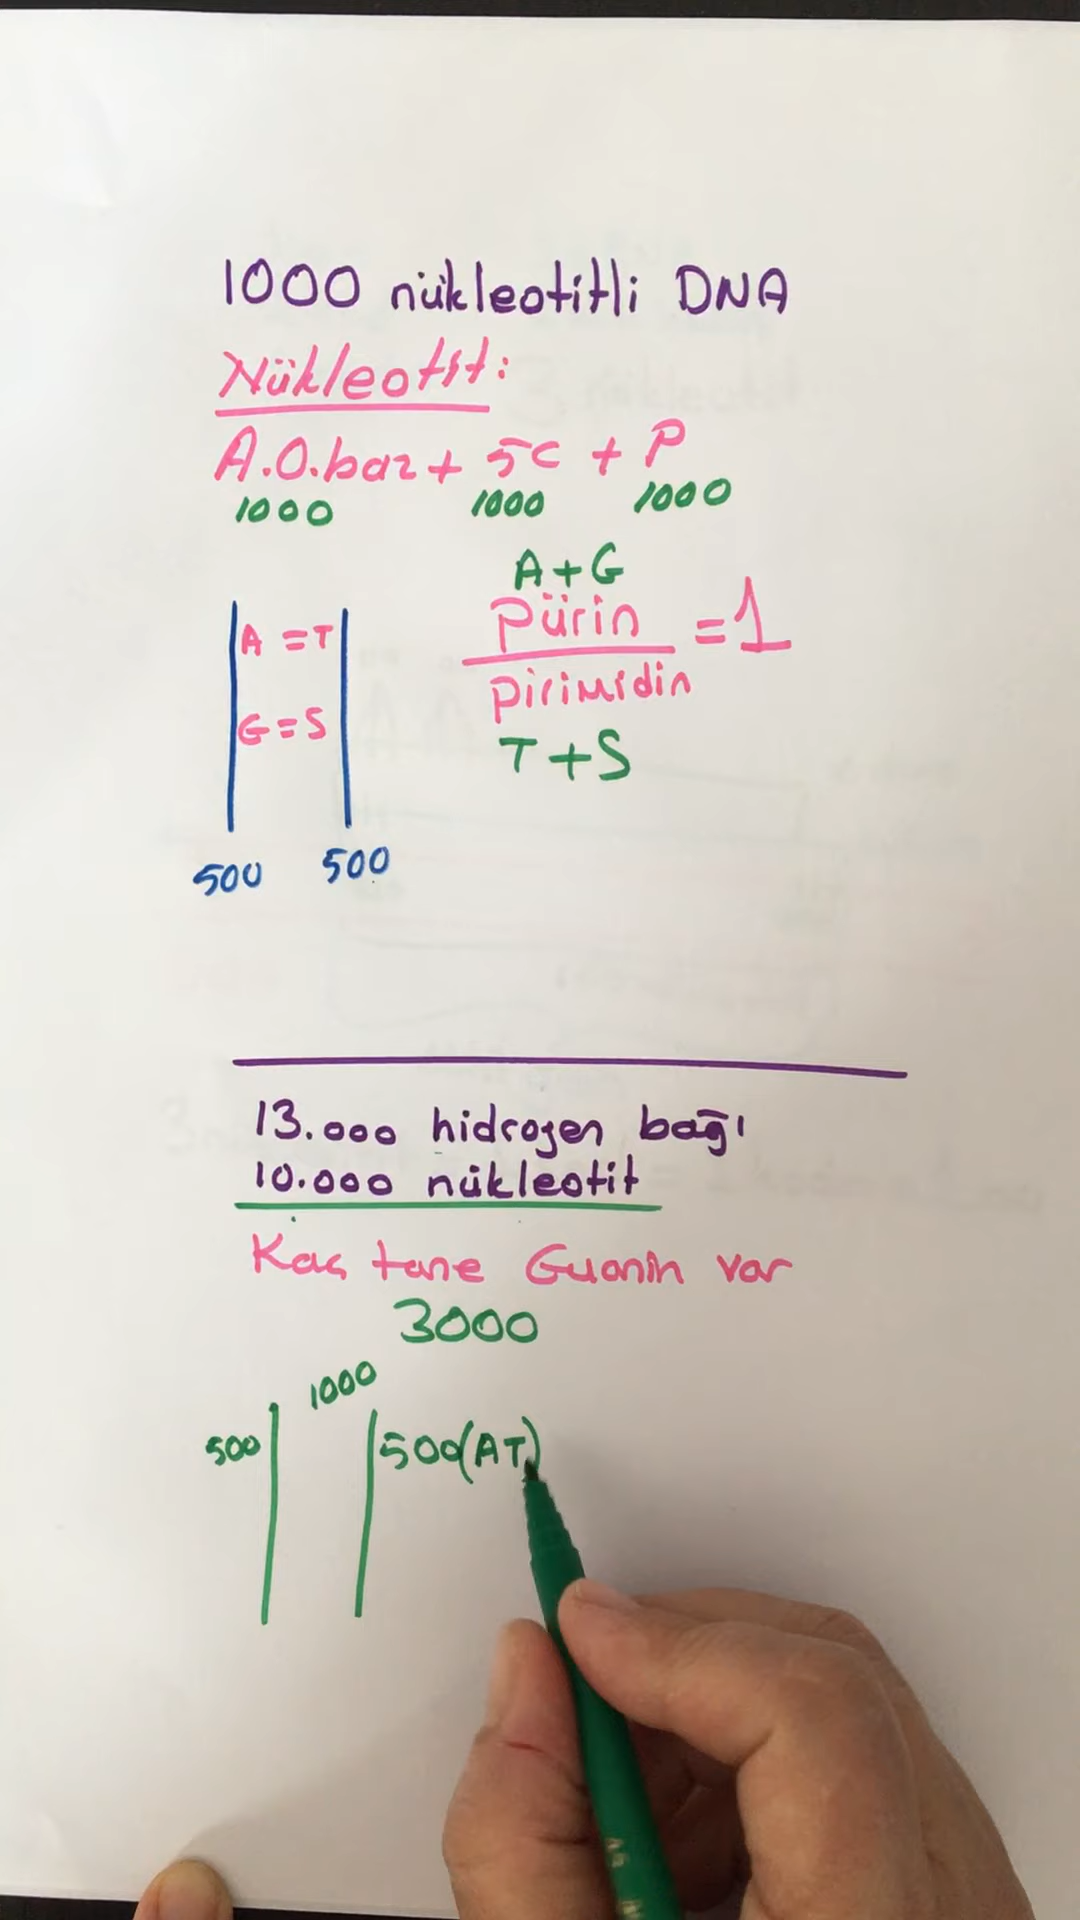 1000 nükleotitli DNA
Nükleotit:
A.O.baz + 5C + P
1000 1000 1000
A+G
A = T
pürin = 1
pirimidin
G = S
T + S
500 500
13.000 hidrojen bağı
10.000 nükleotit
Kaç tane Guanin var
3000
1000
500 500(AT)